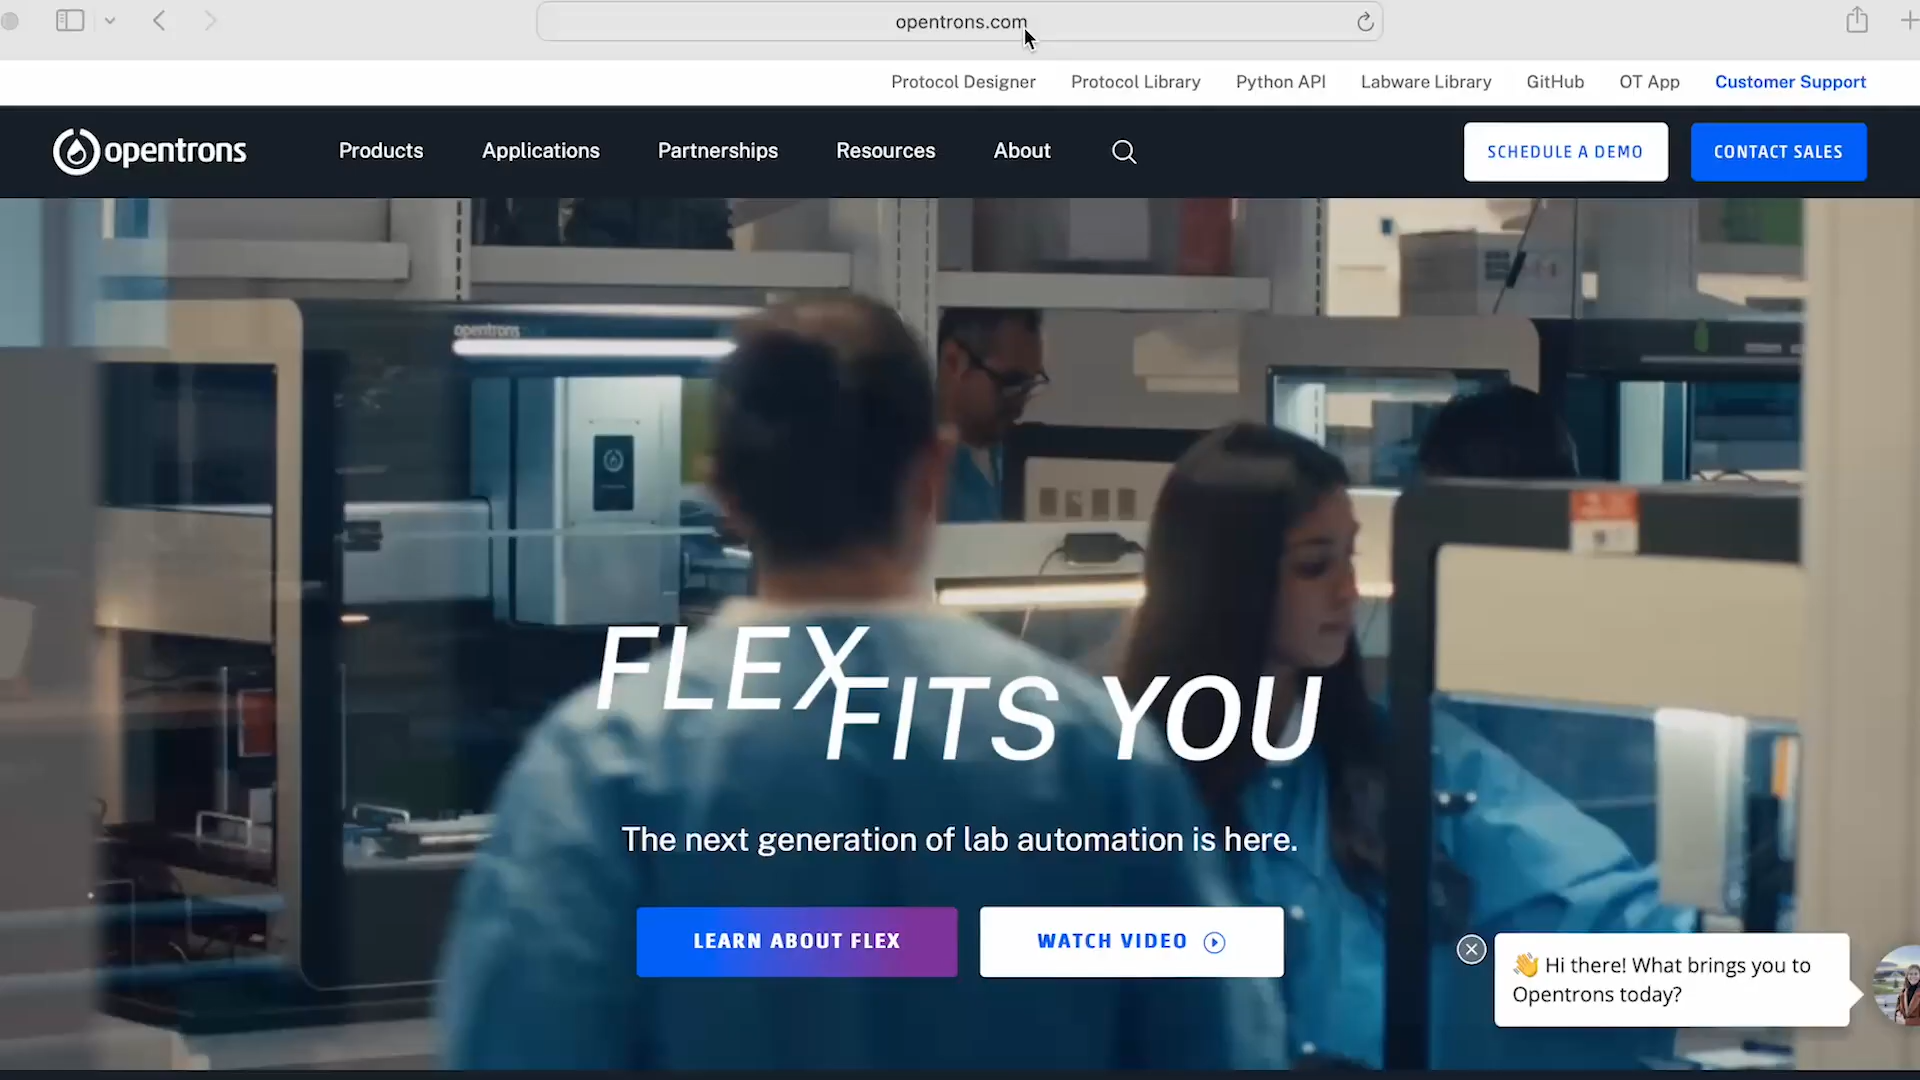 opentrons.com
Protocol Designer Protocol Library Python API Labware Library GitHub OT App Customer Support
opentrons Products Applications Partnerships Resources About SCHEDULE A DEMO CONTACT SALES
opentrons
FLEX
FITS YOU
The next generation of lab automation is here.
LEARN ABOUT FLEX WATCH VIDEO
👋 Hi there! What brings you to
Opentrons today?